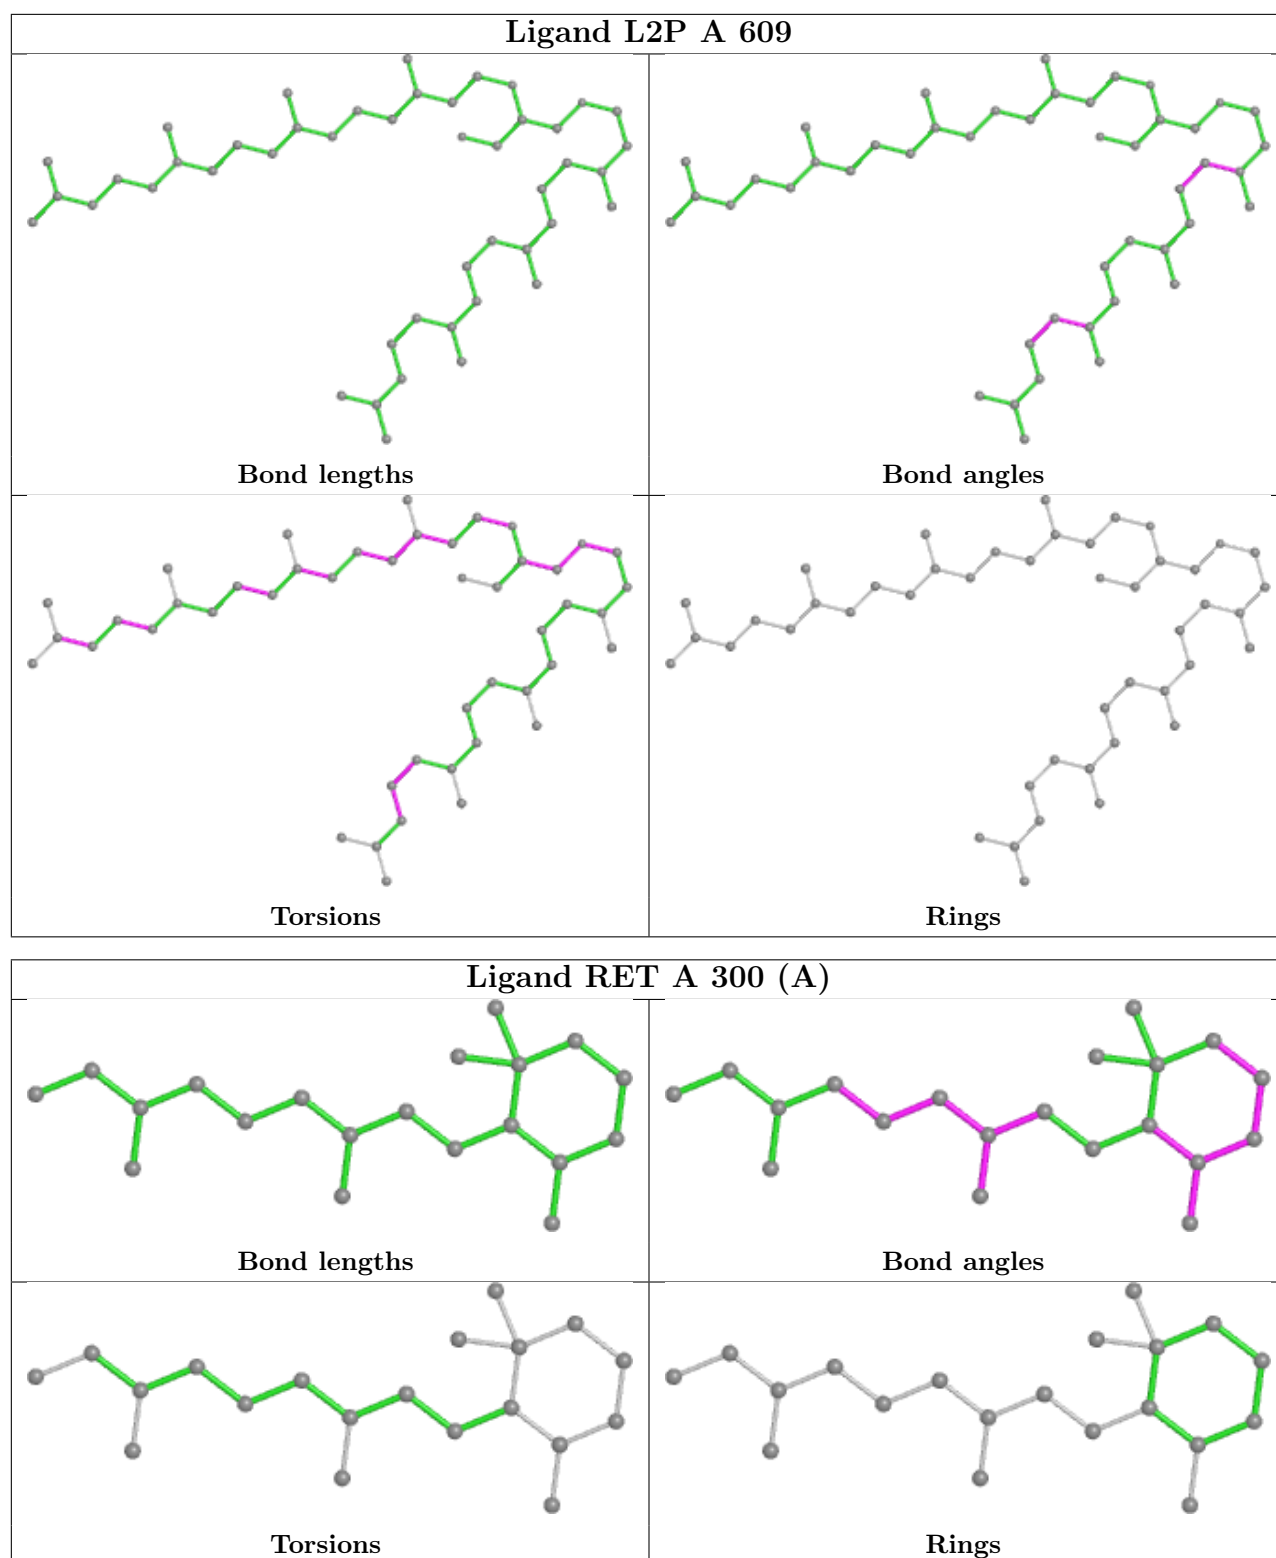 Ligand L2P A 609
Bond lengths
Bond angles
Torsions
Rings
Ligand RET A 300 (A)
Bond lengths
Bond angles
Torsions
Rings